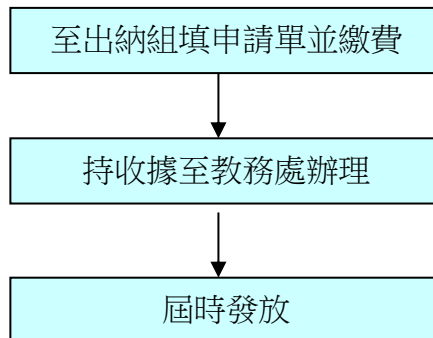 至出納組填申請單並繳費
持收據至教務處辦理
屆時發放